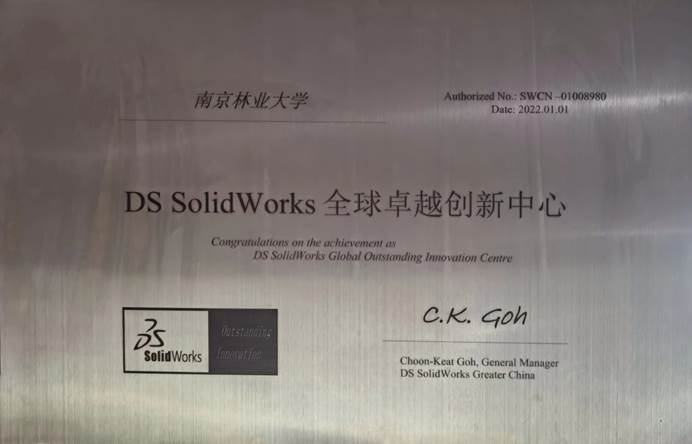 南京林业大学
Authorized No.: SWCN –01008980
Date: 2022.01.01
DS SolidWorks 全球卓越创新中心
Congratulations on the achievement as
DS SolidWorks Global Outstanding Innovation Centre
DS
SolidWorks
Outstanding
Innovation
C.K. Goh
Choon-Keat Goh, General Manager
DS SolidWorks Greater China